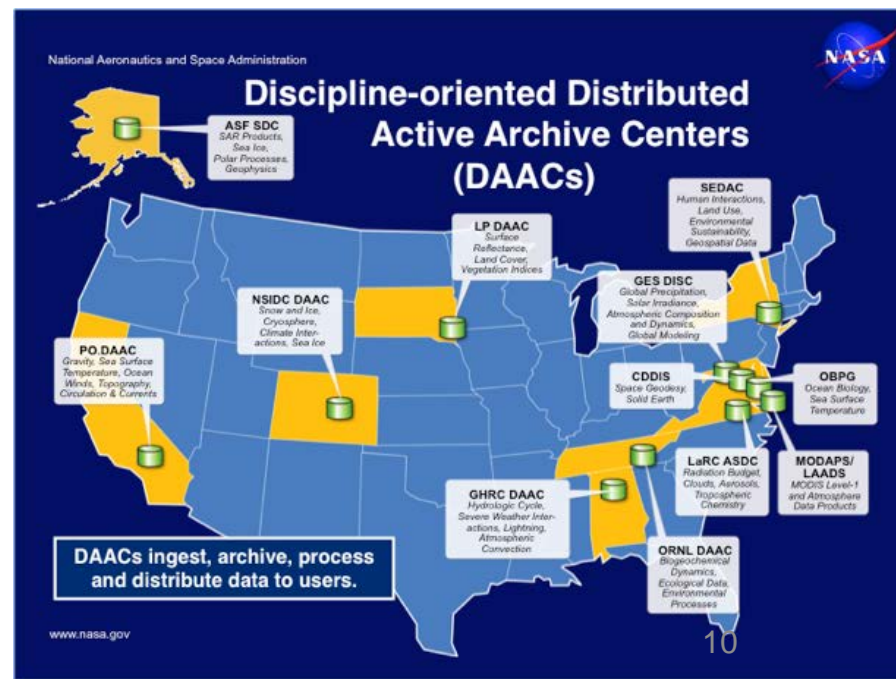 National Aeronautics and Space Administration
NASA
Discipline-oriented Distributed
Active Archive Centers
(DAACs)
ASF SDC
SAR Products,
Sea Ice,
Polar Processes,
Geophysics
SEDAC
Human Interactions,
Land Use,
Environmental
Sustainability,
Geospatial Data
LP DAAC
Surface
Reflectance,
Land Cover,
Vegetation Indices
GES DISC
Global Precipitation,
Solar Irradiance,
Atmospheric Composition
and Dynamics,
Global Modeling
NSIDC DAAC
Snow and Ice,
Cryosphere,
Climate Inter-
actions, Sea Ice
PO.DAAC
Gravity, Sea Surface
Temperature, Ocean
Winds, Topography,
Circulation & Currents
CDDIS
Space Geodesy,
Solid Earth
OBPG
Ocean Biology,
Sea Surface
Temperature
LaRC ASDC
Radiation Budget,
Clouds, Aerosols,
Tropospheric
Chemistry
MODAPS/
LAADS
MODIS Level-1
and Atmosphere
Data Products
GHRC DAAC
Hydrologic Cycle,
Severe Weather Inter-
actions, Lightning,
Atmospheric
Convection
ORNL DAAC
Biogeochemical
Dynamics,
Ecological Data,
Environmental
Processes
DAACs ingest, archive, process
and distribute data to users.
www.nasa.gov
10